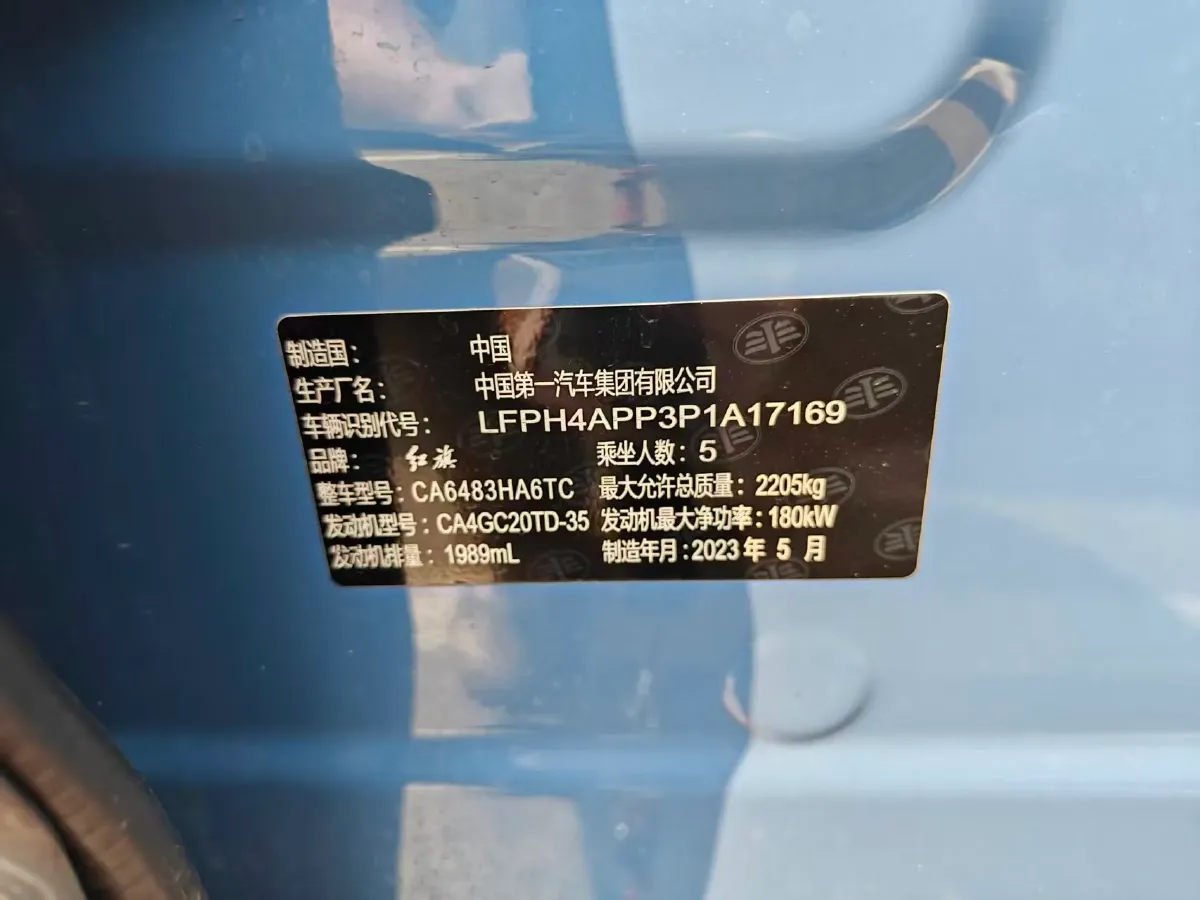 制造国： 中国
生产厂名： 中国第一汽车集团有限公司
车辆识别代号： LFPH4APP3P1A17169
品牌： 红旗 乘坐人数：5
整车型号：CA6483HA6TC 最大允许总质量：2205kg
发动机型号：CA4GC20TD-35 发动机最大净功率：180kW
发动机排量：1989mL 制造年月：2023 年 5 月